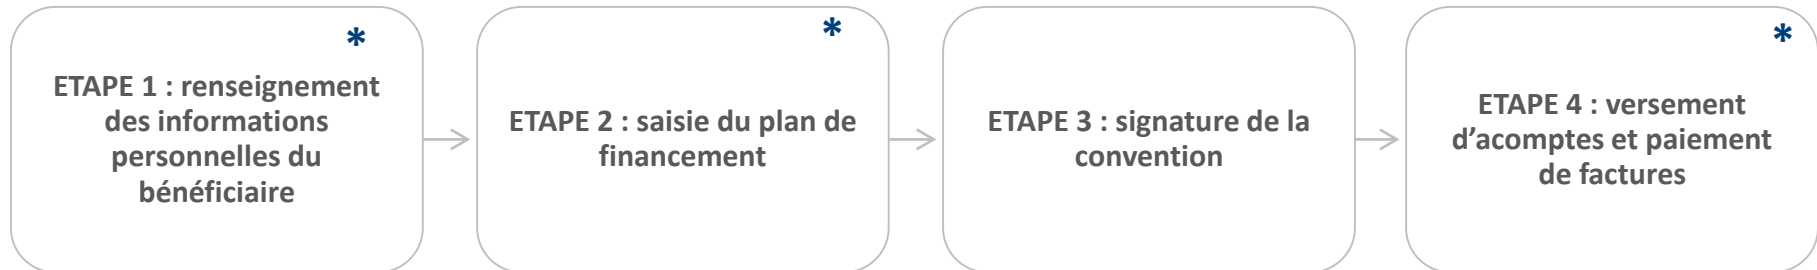 *
ETAPE 1 : renseignement
des informations
personnelles du
bénéficiaire
*
ETAPE 2 : saisie du plan de
financement
ETAPE 3 : signature de la
convention
*
ETAPE 4 : versement
d’acomptes et paiement
de factures